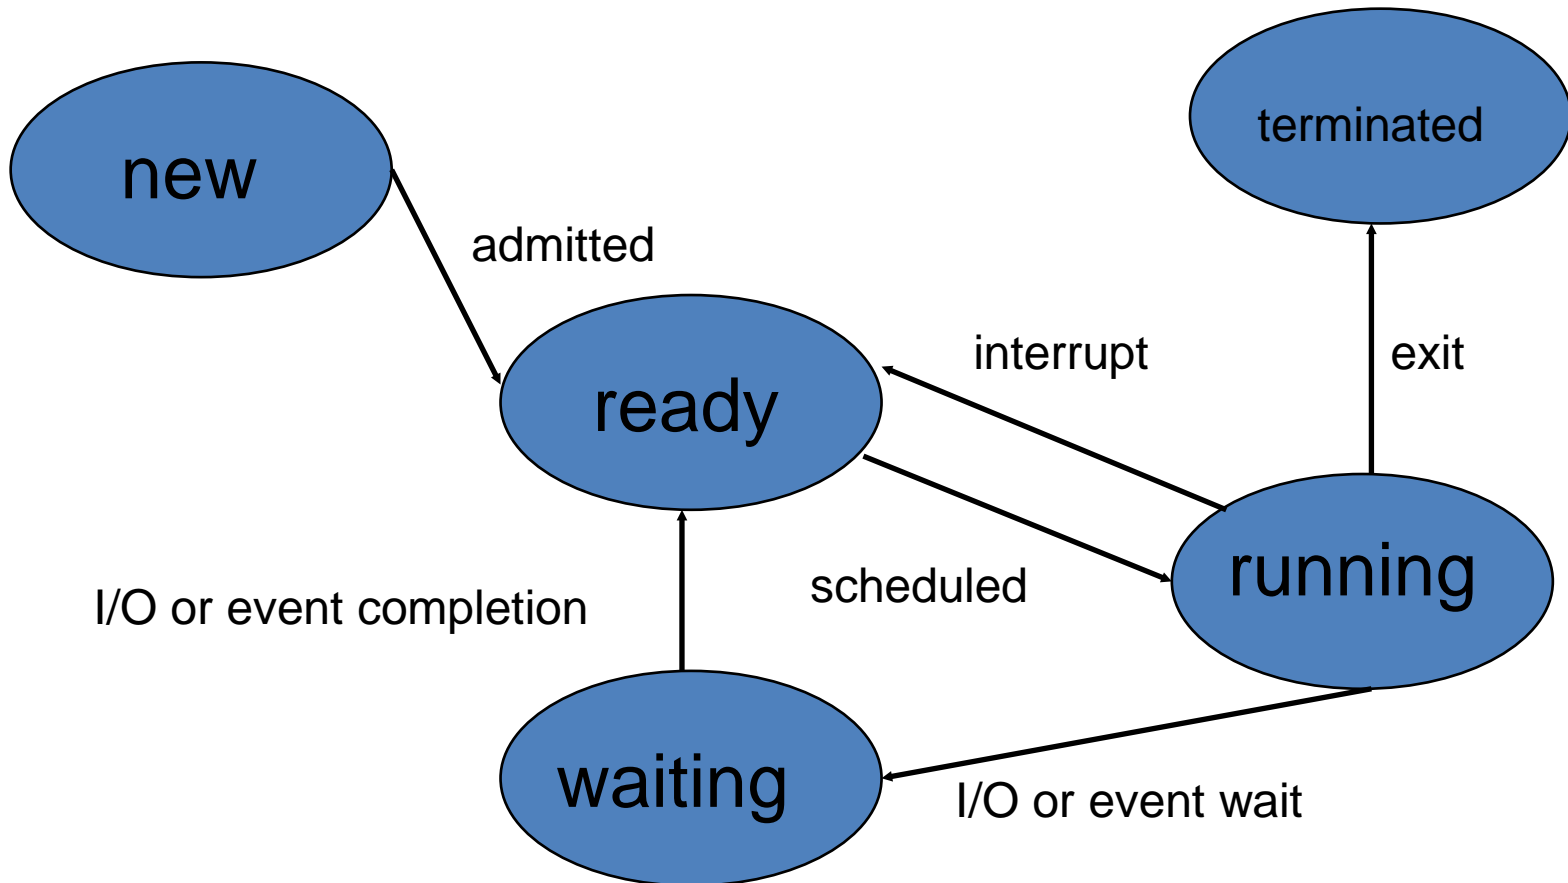 terminated
new
admitted
interrupt
exit
ready
running
scheduled
I/O or event completion
waiting
I/O or event wait